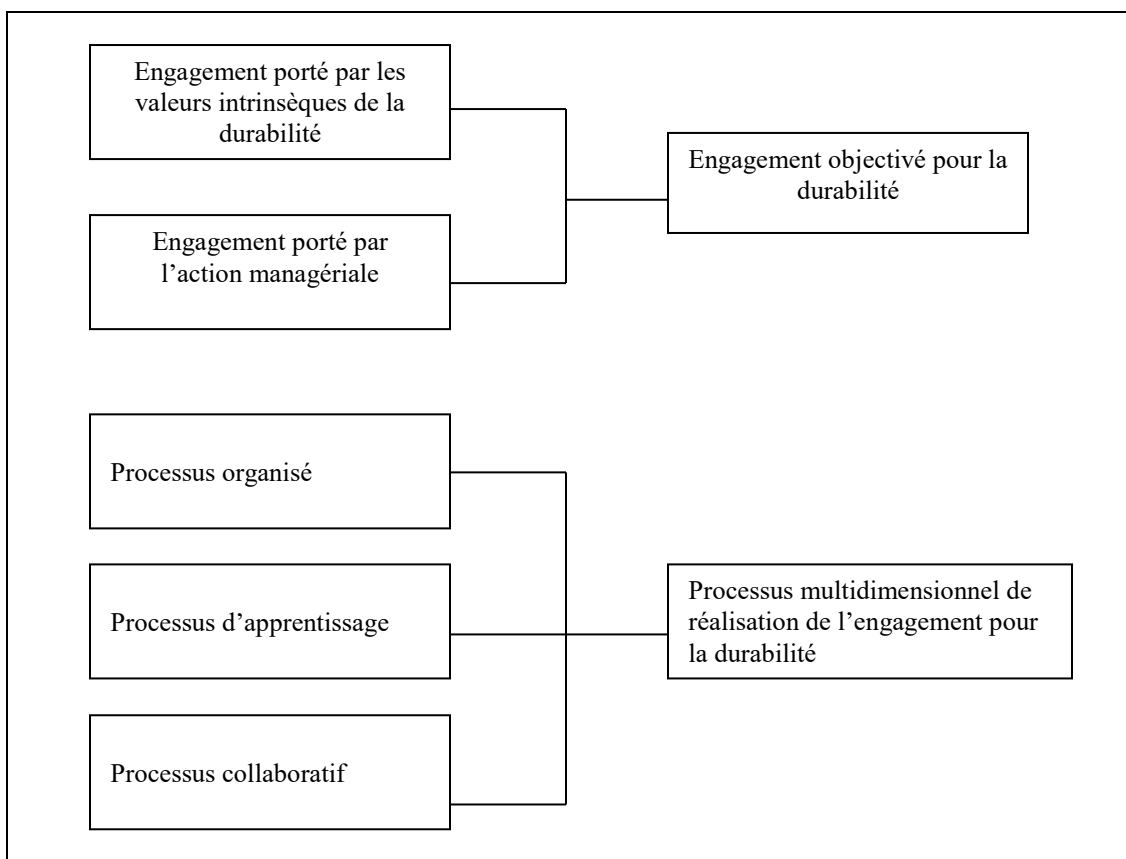 Engagement porté par les
valeurs intrinsèques de la
durabilité
Engagement objectivé pour la
durabilité
Engagement porté par
l’action managériale
Processus organisé
Processus d’apprentissage
Processus multidimensionnel de
réalisation de l’engagement pour
la durabilité
Processus collaboratif